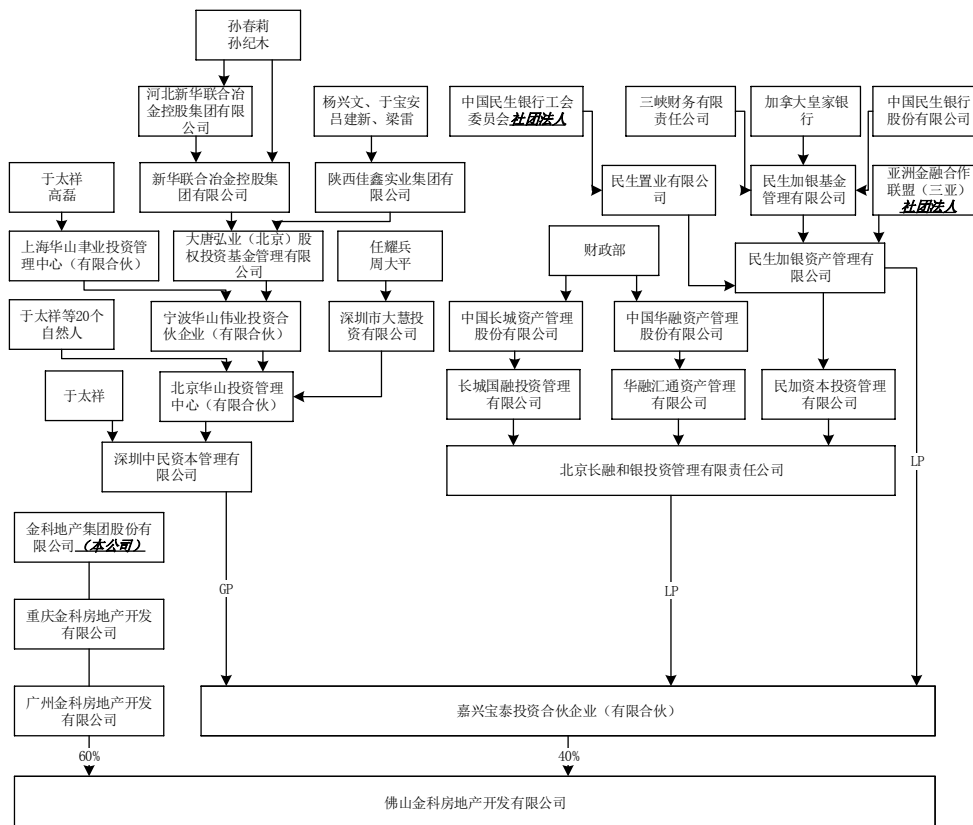 孙春莉
孙纪木
河北新华联合冶
金控股集团有限
公司
杨兴文、于宝安
吕建新、梁雷
中国民生银行工会
委员会社团法人
三峡财务有限
责任公司
加拿大皇家银
行
中国民生银行
股份有限公司
于太祥
高磊
新华联合冶金控股集
团有限公司
陕西佳鑫实业集团有
限公司
民生置业有限公
司
民生加银基金
管理有限公司
亚洲金融合作
联盟（三亚）
社团法人
上海华山聿业投资管
理中心（有限合伙）
大唐弘业（北京）股
权投资基金管理有限
公司
任耀兵
周大平
财政部
民生加银资产管理有
限公司
于太祥等20个
自然人
宁波华山伟业投资合
伙企业（有限合伙）
深圳市大慧投
资有限公司
中国长城资产管理
股份有限公司
中国华融资产管理
股份有限公司
于太祥
北京华山投资管理
中心（有限合伙）
长城国融投资管理
有限公司
华融汇通资产管理
有限公司
民加资本投资管理
有限公司
深圳中民资本管理有
限公司
北京长融和银投资管理有限责任公司
LP
金科地产集团股份有
限公司（本公司）
GP
LP
重庆金科房地产开发
有限公司
广州金科房地产开发
有限公司
嘉兴宝泰投资合伙企业（有限合伙）
60%
40%
佛山金科房地产开发有限公司